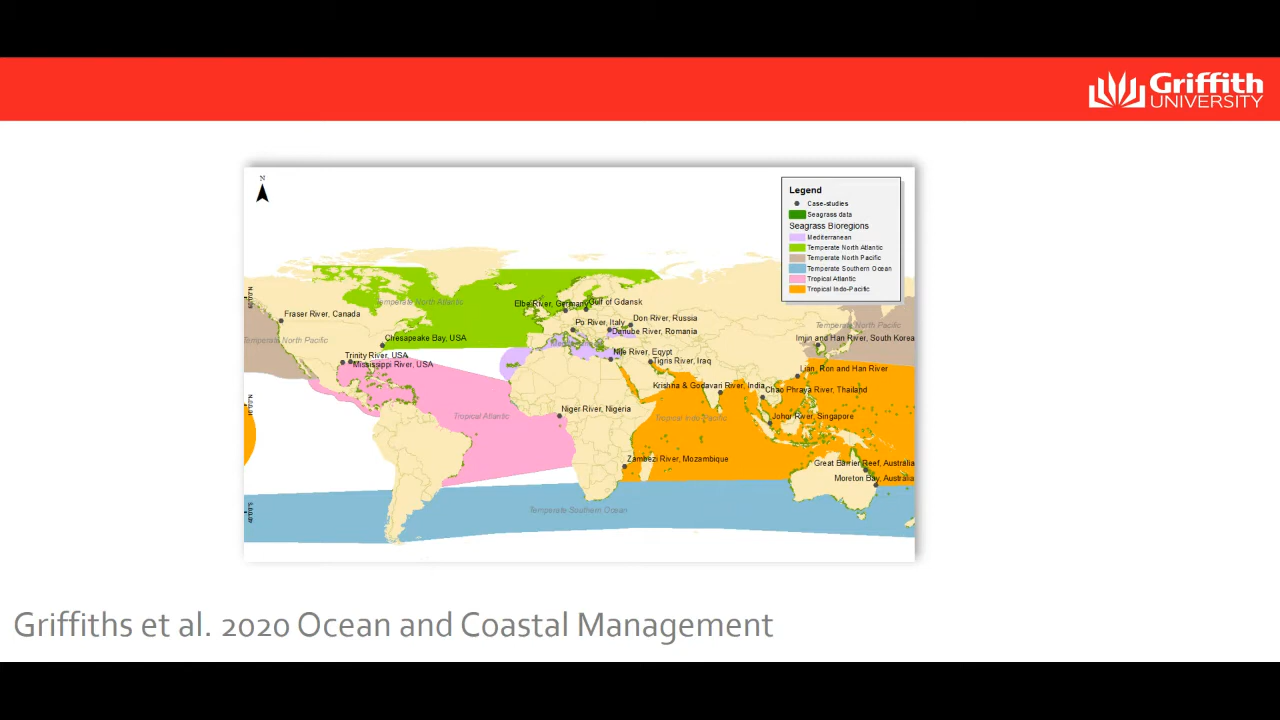 Griffith
UNIVERSITY
N
Legend
Case-studies
Seagrass data
Seagrass Bioregions
Mediterranean
Temperate North Atlantic
Temperate North Pacific
Temperate Southern Ocean
Tropical Atlantic
Tropical Indo-Pacific
Temperate North Atlantic
Elbe River, Germany
Gulf of Gdansk
Fraser River, Canada
Don River, Russia
Po River, Italy
Danube River, Romania
Temperate North Pacific
Chesapeake Bay, USA
Temperate North Pacific
Imjin and Han River, South Korea
Trinity River, USA
Mississippi River, USA
Nile River, Egypt
Tigris River, Iraq
Lian, Ron and Han River
Krishna & Godavari River, India
Chao Phraya River, Thailand
Niger River, Nigeria
Tropical Atlantic
Tropical Indo-Pacific
Johor River, Singapore
Zambezi River, Mozambique
Great Barrier Reef, Australia
Moreton Bay, Australia
Temperate Southern Ocean
Griffiths et al. 2020 Ocean and Coastal Management